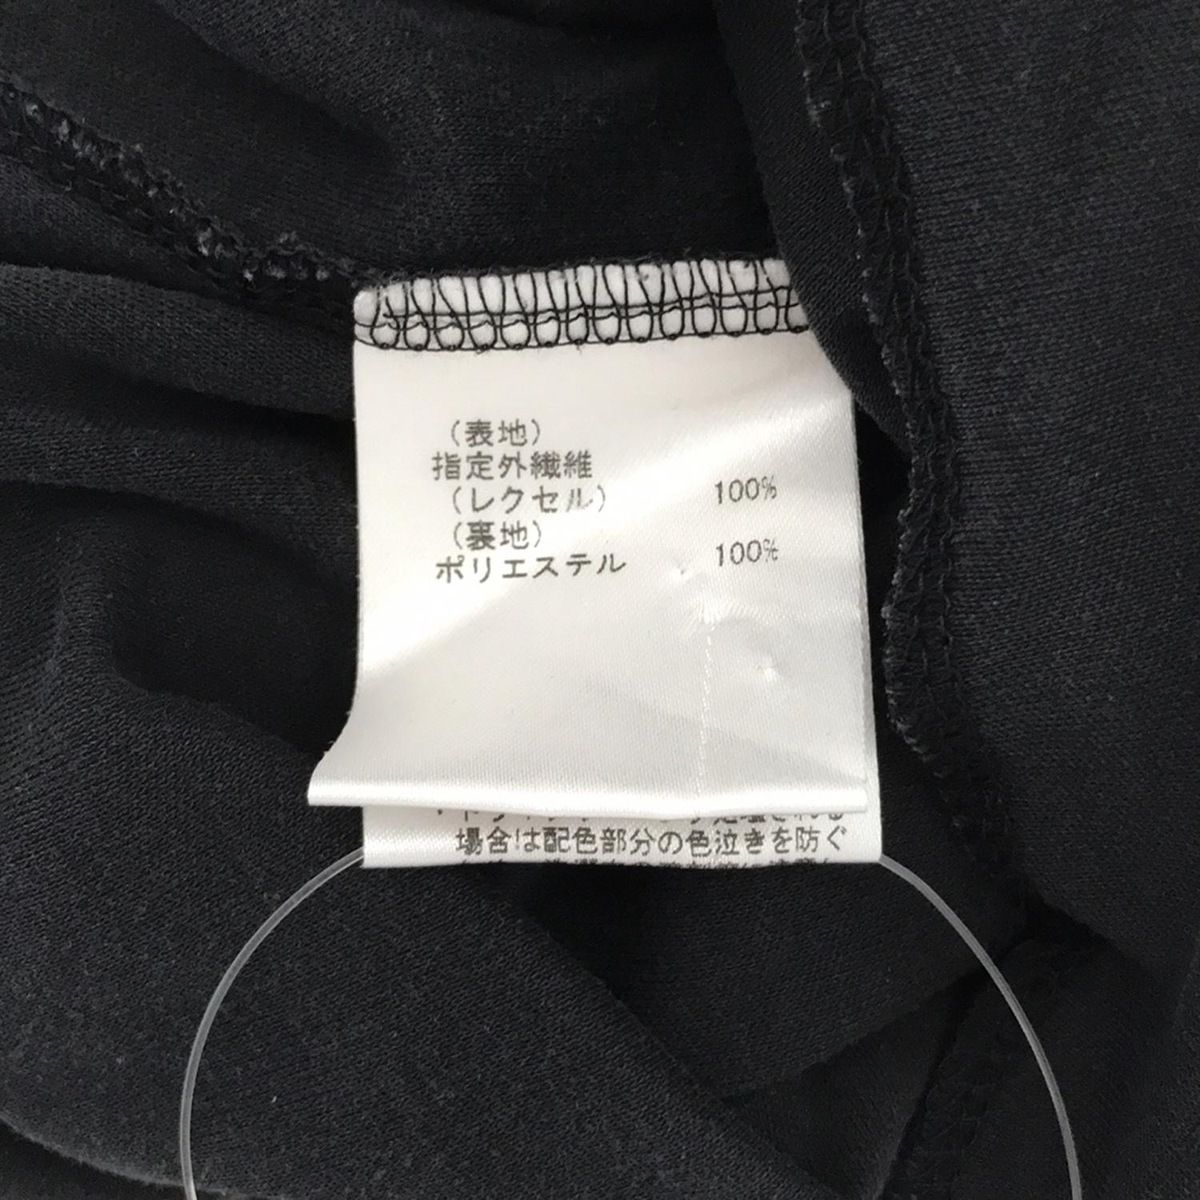 (表地)
指定外繊維
(レクセル) 100%
(裏地)
ポリエステル 100%
場合は配色部分の色泣きを防ぐ